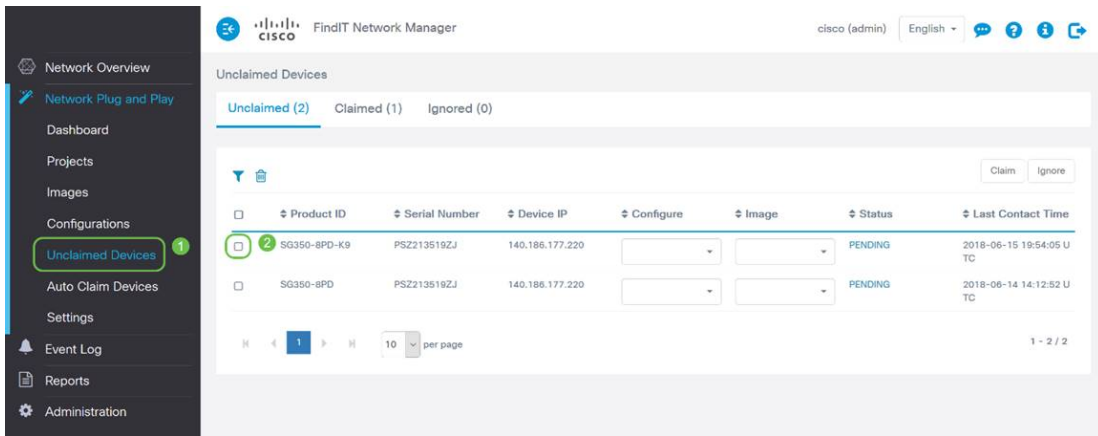 CISCO FindIT Network Manager cisco (admin) English
Network Overview
Network Plug and Play
Dashboard
Projects
Images
Configurations
Unclaimed Devices 1
Auto Claim Devices
Settings
Event Log
Reports
Administration
Unclaimed Devices
Unclaimed (2) Claimed (1) Ignored (0)
Claim Ignore
Product ID Serial Number Device IP Configure Image Status Last Contact Time
2 SG350-8PD-K9 PSZ213519ZJ 140.186.177.220 PENDING 2018-06-15 19:54:05 U
TC
SG350-8PD PSZ213519ZJ 140.186.177.220 PENDING 2018-06-14 14:12:52 U
TC
1 10 per page 1 - 2 / 2